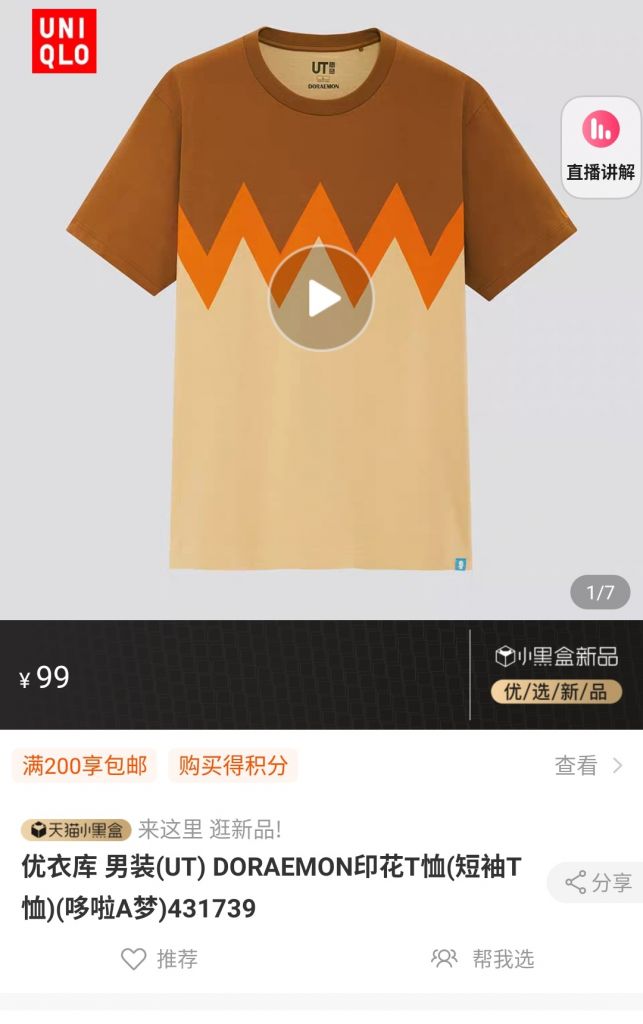 UNI
QLO
UT
DORAEMON
直播讲解
1/7
¥ 99
小黑盒新品
优/选/新/品
满200享包邮
购买得积分
查看
天猫小黑盒 来这里 逛新品!
优衣库 男装(UT) DORAEMON印花T恤(短袖T
恤)(哆啦A梦)431739
分享
推荐
帮我选